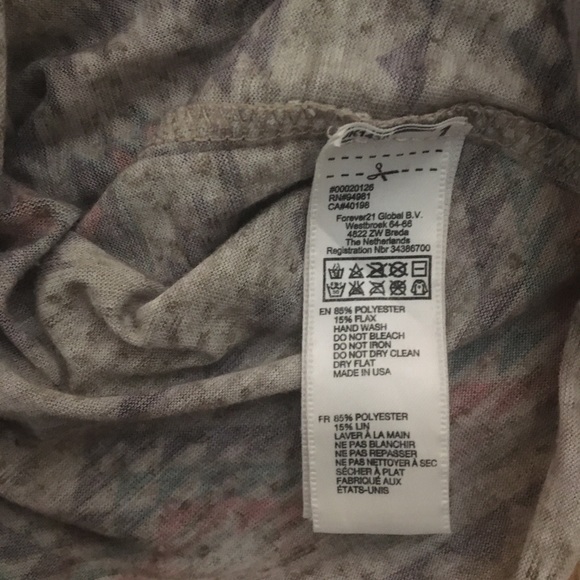 #00020126
RN#94981
CA#40198
Forever21 Global B.V.
Westbroek 64-66
4822 ZW Breda
The Netherlands
Registration Nbr 34386700
EN 85% POLYESTER
15% FLAX
HAND WASH
DO NOT BLEACH
DO NOT IRON
DO NOT DRY CLEAN
DRY FLAT
MADE IN USA
FR 85% POLYESTER
15% LIN
LAVER À LA MAIN
NE PAS BLANCHIR
NE PAS REPASSER
NE PAS NETTOYER À SEC
SÉCHER À PLAT
FABRIQUÉ AUX
ÉTATS-UNIS